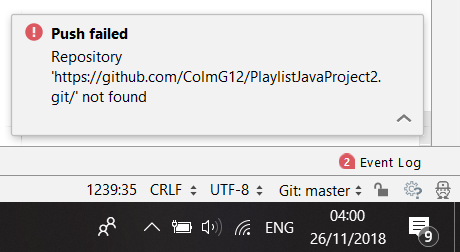 Push failed
Repository
'https://github.com/ColmG12/PlaylistJavaProject2.
git/' not found
2 Event Log
1239:35 CRLF UTF-8 Git: master
ENG 04:00
26/11/2018 9